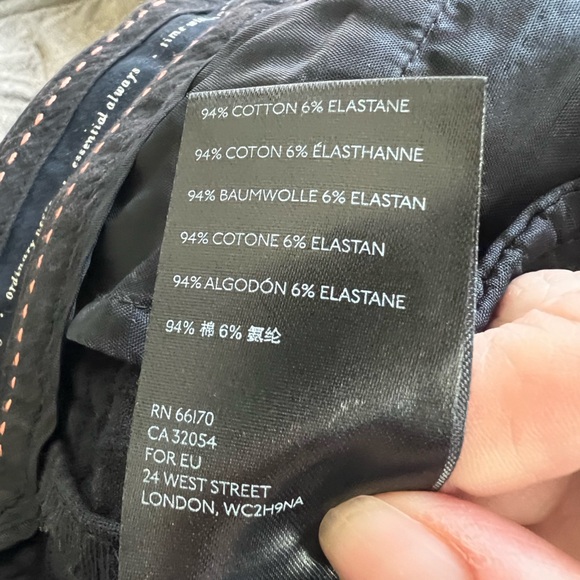 94% COTTON 6% ELASTANE
94% COTON 6% ÉLASTHANNE
94% BAUMWOLLE 6% ELASTAN
94% COTONE 6% ELASTAN
94% ALGODÓN 6% ELASTANE
94% 棉 6% 氨纶
RN 66170
CA 32054
FOR EU
24 WEST STREET
LONDON, WC2H9NA
Ordinary
essential always
time